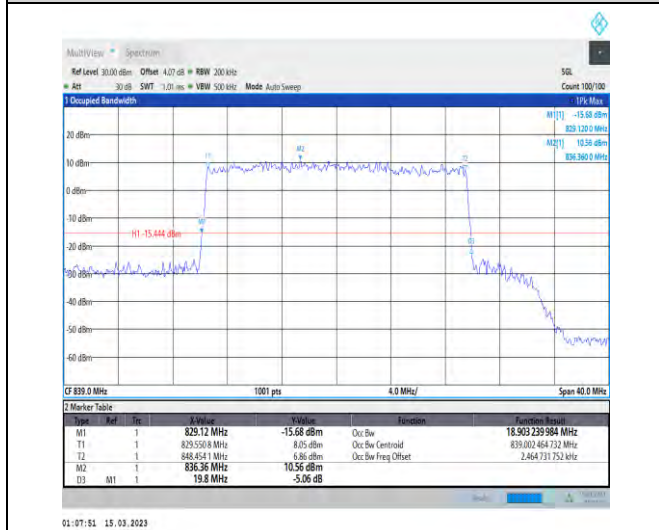 MultiView Spectrum
Ref Level 30.00 dBm Offset 4.07 dB RBW 200 kHz SGL
Att 30 dB SWT 1.01 ms VBW 500 kHz Mode Auto Sweep Count 100/100
1 Occupied Bandwidth 1Pk Max
M1[1] -15.68 dBm
829.120 0 MHz
M2[1] 10.56 dBm
836.360 0 MHz
20 dBm
10 dBm
0 dBm
-10 dBm
-20 dBm
-30 dBm
-40 dBm
-50 dBm
-60 dBm
T1
M2
T2
M1
H1 -15.444 dBm
D3
CF 839.0 MHz 1001 pts 4.0 MHz/ Span 40.0 MHz
2 Marker Table
Type Ref Trc X-Value Y-Value Function Function Result
M1 1 829.12 MHz -15.68 dBm Occ Bw 18.903 239 984 MHz
T1 1 829.550 8 MHz 8.05 dBm Occ Bw Centroid 839.002 464 732 MHz
T2 1 848.454 1 MHz 6.86 dBm Occ Bw Freq Offset 2.464 731 752 kHz
M2 1 836.36 MHz 10.56 dBm
D3 M1 1 19.8 MHz -5.06 dB
01:07:51 15.03.2023